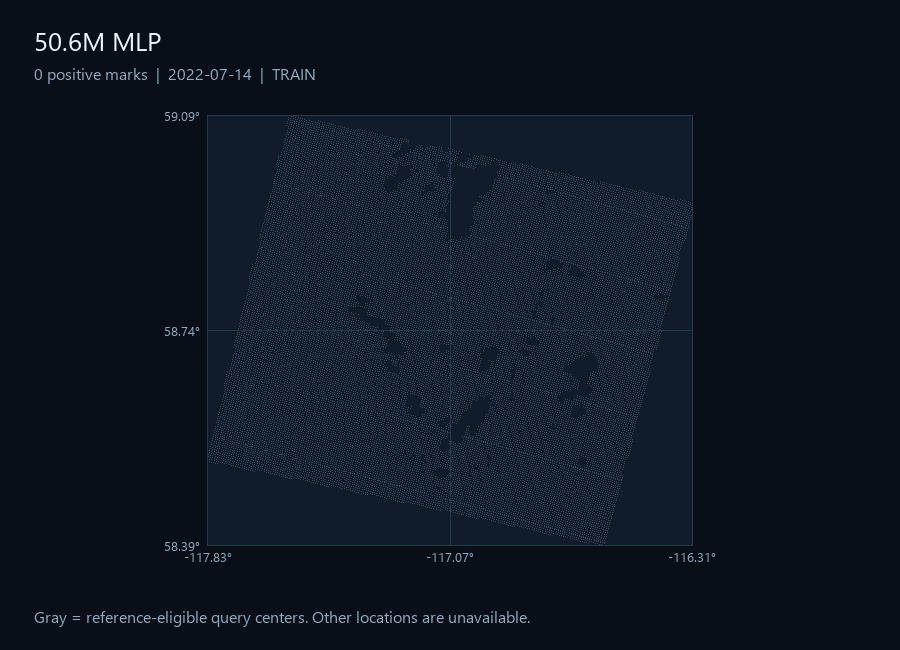 50.6M MLP
0 positive marks | 2022-07-14 | TRAIN
59.09°
58.74°
58.39°
-117.83°
-117.07°
-116.31°
Gray = reference-eligible query centers. Other locations are unavailable.